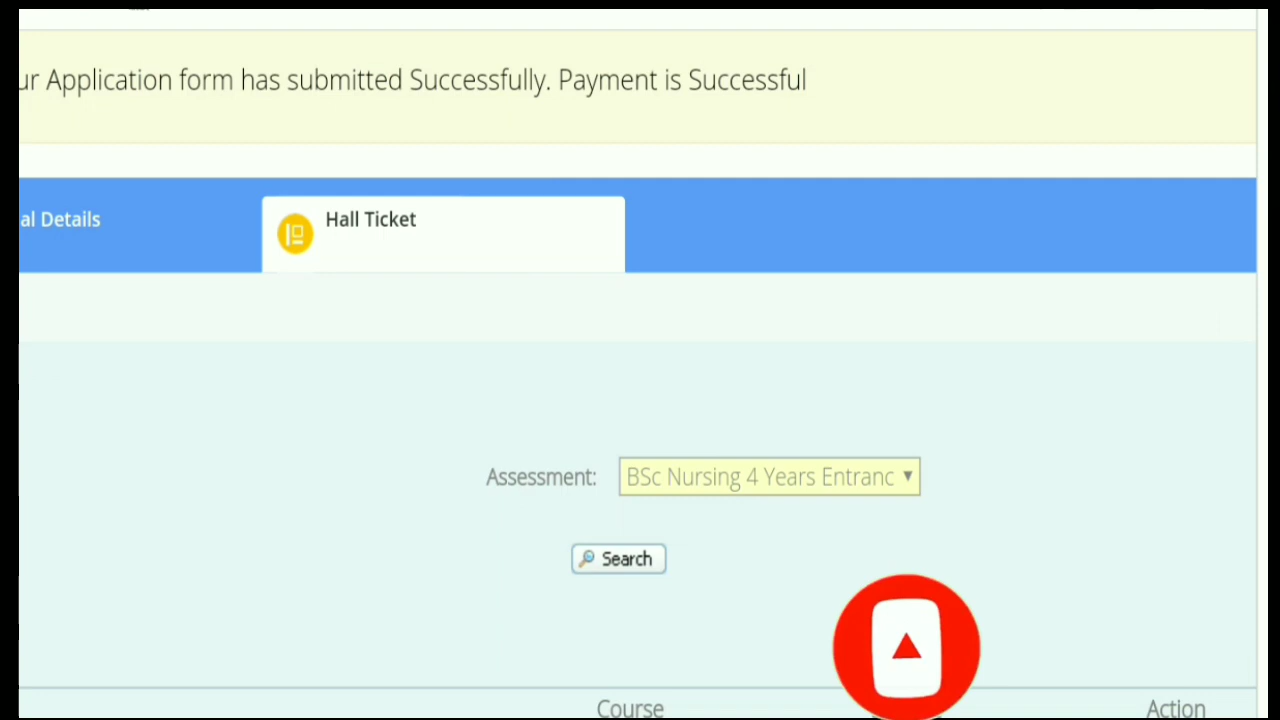 ur Application form has submitted Successfully. Payment is Successful
al Details
Hall Ticket
Assessment: BSc Nursing 4 Years Entranc
Search
Course Action